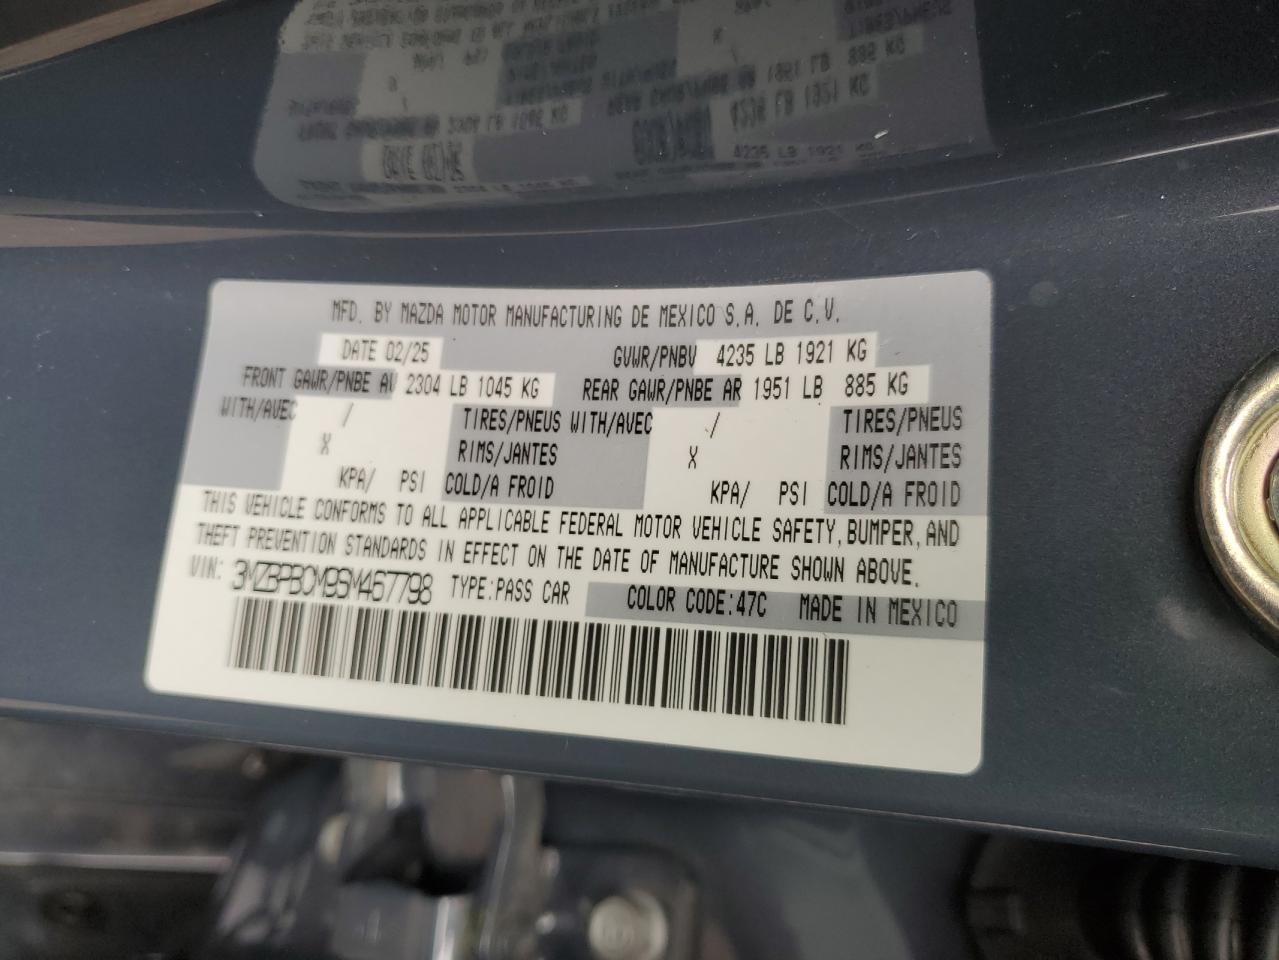 MFD. BY MAZDA MOTOR MANUFACTURING DE MEXICO S.A. DE C.V.
DATE 02/25 GVWR/PNBV 4235 LB 1921 KG
FRONT GAWR/PNBE AV 2304 LB 1045 KG REAR GAWR/PNBE AR 1951 LB 885 KG
WITH/AVEC / TIRES/PNEUS WITH/AVEC / TIRES/PNEUS
X RIMS/JANTES X RIMS/JANTES
KPA/ PSI COLD/A FROID KPA/ PSI COLD/A FROID
THIS VEHICLE CONFORMS TO ALL APPLICABLE FEDERAL MOTOR VEHICLE SAFETY, BUMPER, AND
THEFT PREVENTION STANDARDS IN EFFECT ON THE DATE OF MANUFACTURE SHOWN ABOVE.
VIN: 3MZBPBCM9SM467798 TYPE:PASS CAR COLOR CODE:47C MADE IN MEXICO